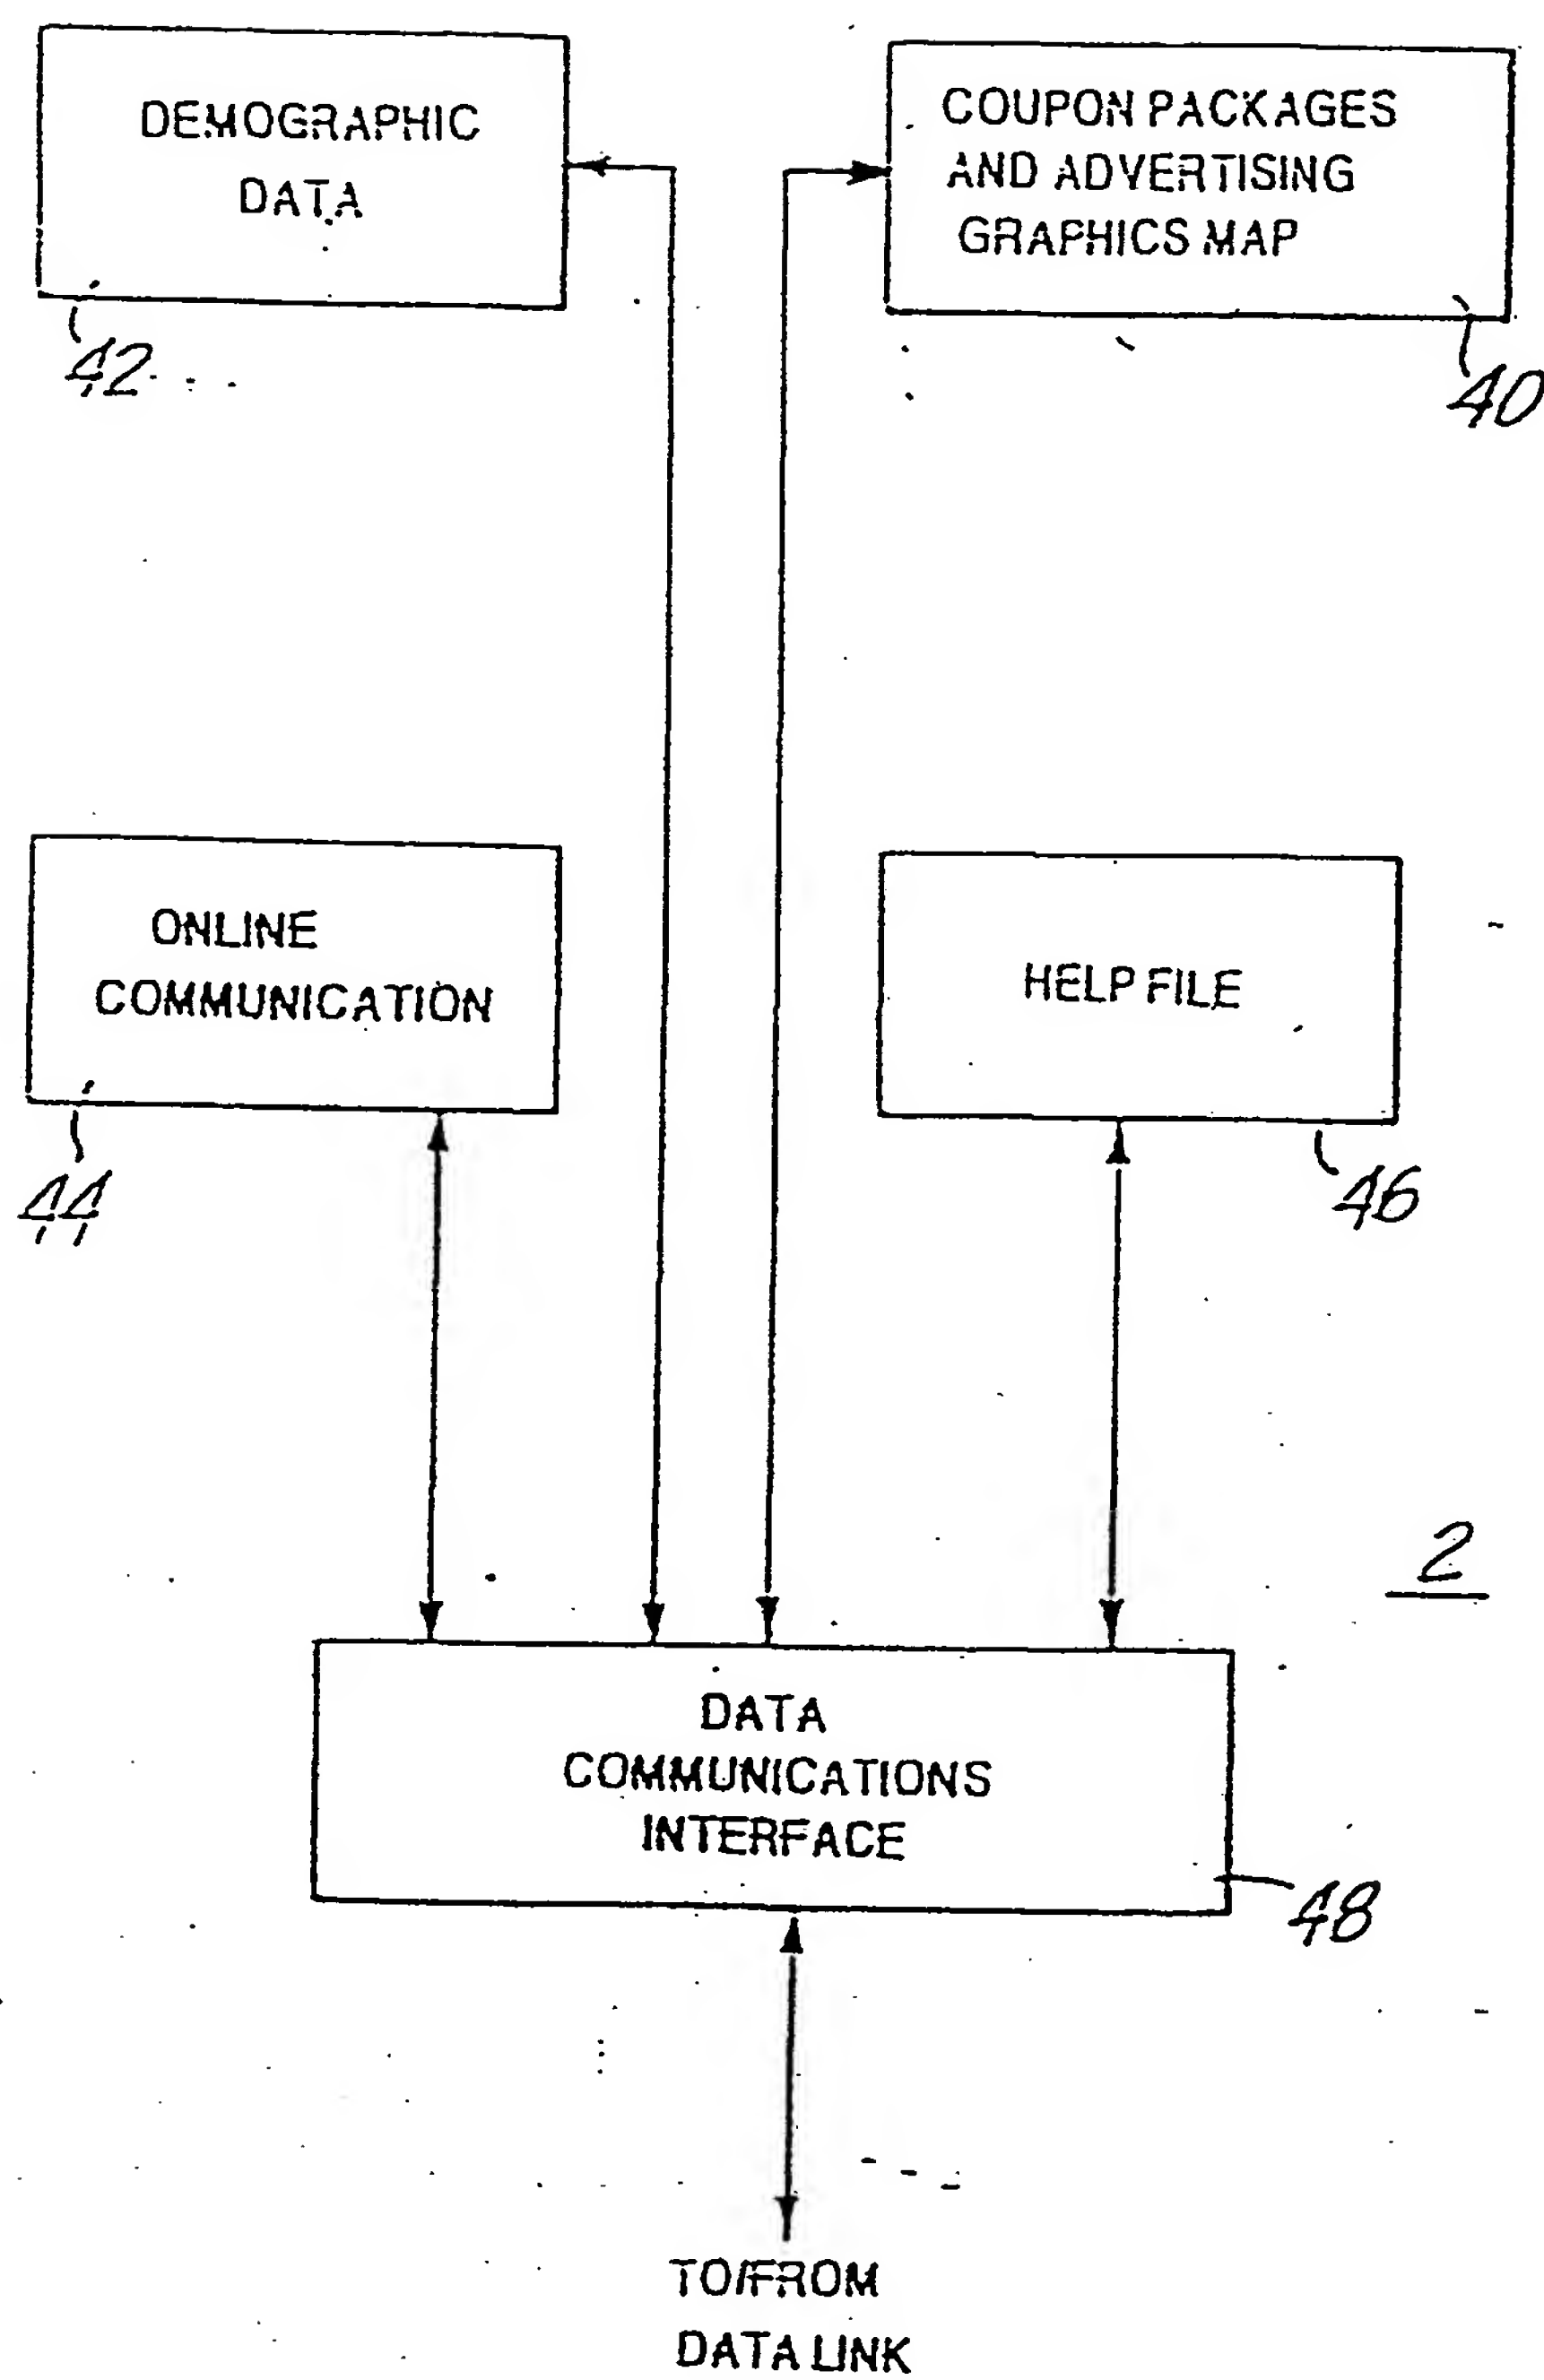 DEMOGRAPHIC
DATA
42
COUPON PACKAGES
AND ADVERTISING
GRAPHICS MAP
40
ONLINE
COMMUNICATION
44
HELP FILE
46
2
DATA
COMMUNICATIONS
INTERFACE
48
TO/FROM
DATA LINK